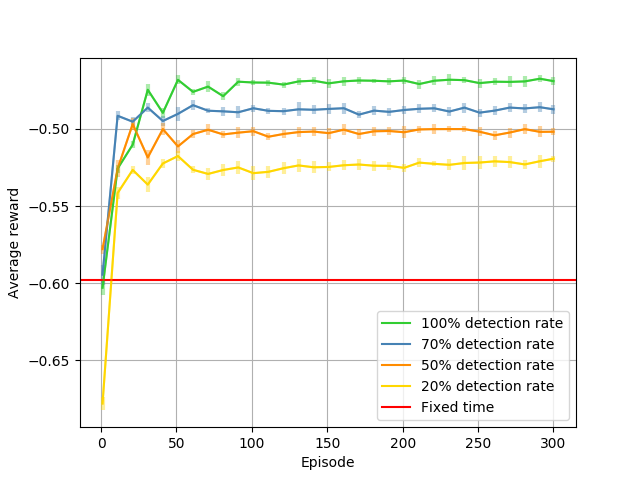 Average reward
−0.50
−0.55
−0.60
−0.65
100% detection rate
70% detection rate
50% detection rate
20% detection rate
Fixed time
0 50 100 150 200 250 300
Episode